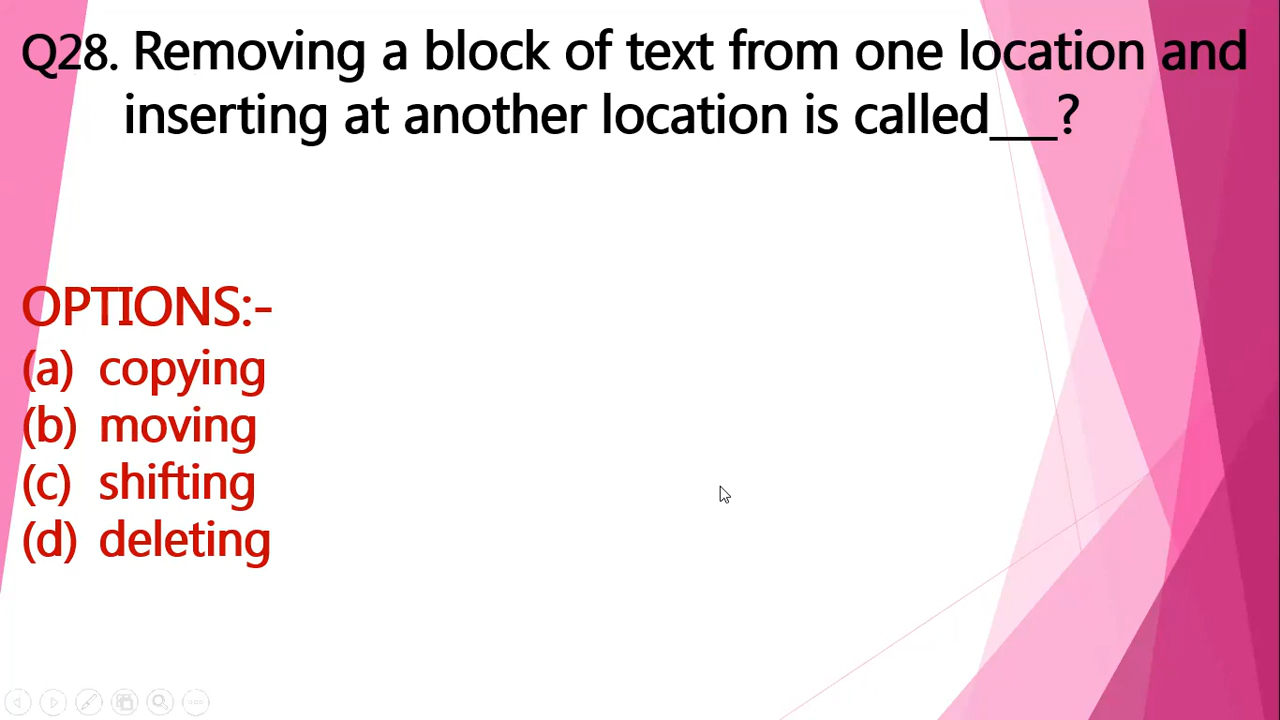 Q28. Removing a block of text from one location and
inserting at another location is called___?
OPTIONS:-
(a) copying
(b) moving
(c) shifting
(d) deleting